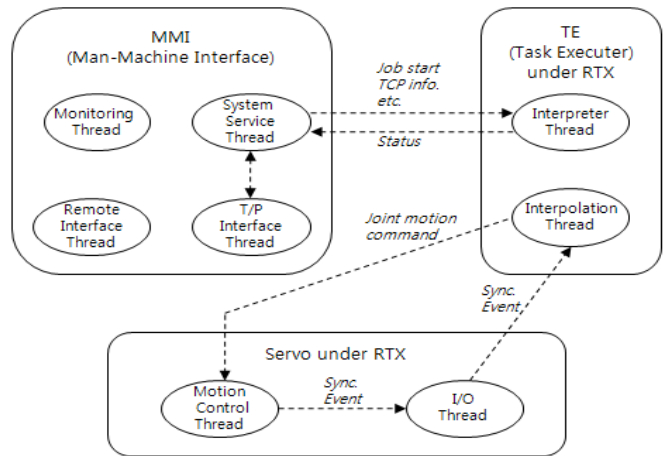 MMI
(Man-Machine Interface)
Monitoring
Thread
System
Service
Thread
Remote
Interface
Thread
T/P
Interface
Thread
Job start
TCP info.
etc.
Status
TE
(Task Executer)
under RTX
Interpreter
Thread
Interpolation
Thread
Joint motion
command
Sync.
Event
Servo under RTX
Motion
Control
Thread
Sync.
Event
I/O
Thread